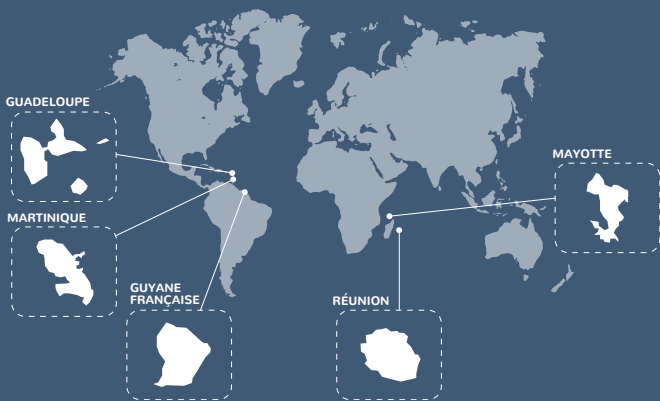 GUADELOUPE
MARTINIQUE
GUYANE
FRANÇAISE
RÉUNION
MAYOTTE